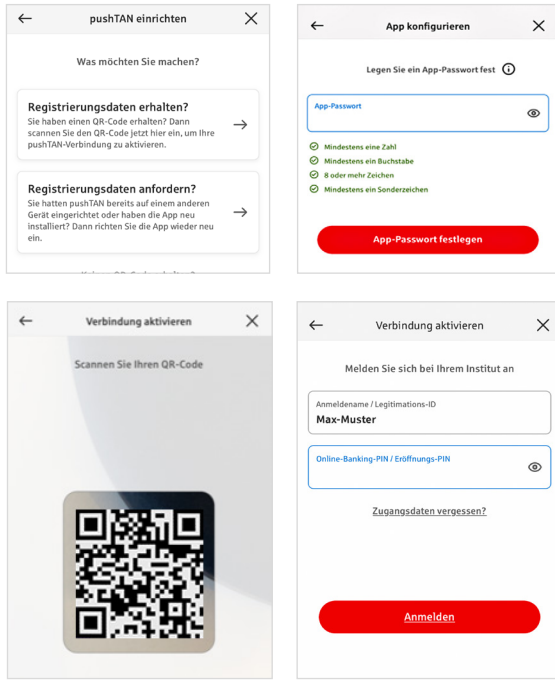 pushTAN einrichten
Was möchten Sie machen?
Registrierungsdaten erhalten?
Sie haben einen QR-Code erhalten? Dann
scannen Sie den QR-Code jetzt hier ein, um Ihre
pushTAN-Verbindung zu aktivieren.
Registrierungsdaten anfordern?
Sie hatten pushTAN bereits auf einem anderen
Gerät eingerichtet oder haben die App neu
installiert? Dann richten Sie die App wieder neu
ein.
App konfigurieren
Legen Sie ein App-Passwort fest
App-Passwort
Mindestens eine Zahl
Mindestens ein Buchstabe
8 oder mehr Zeichen
Mindestens ein Sonderzeichen
App-Passwort festlegen
Verbindung aktivieren
Scannen Sie Ihren QR-Code
Verbindung aktivieren
Melden Sie sich bei Ihrem Institut an
Anmeldename / Legitimations-ID
Max-Muster
Online-Banking-PIN / Eröffnungs-PIN
Zugangsdaten vergessen?
Anmelden